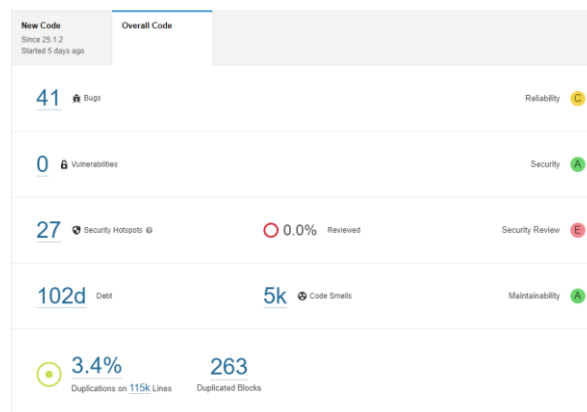 New Code
Since 25.1.2
Started 5 days ago
Overall Code
41 Bugs
Reliability C
0 Vulnerabilities
Security A
27 Security Hotspots
0.0% Reviewed
Security Review E
102d Debt
5k Code Smells
Maintainability A
3.4%
Duplications on 115k Lines
263
Duplicated Blocks